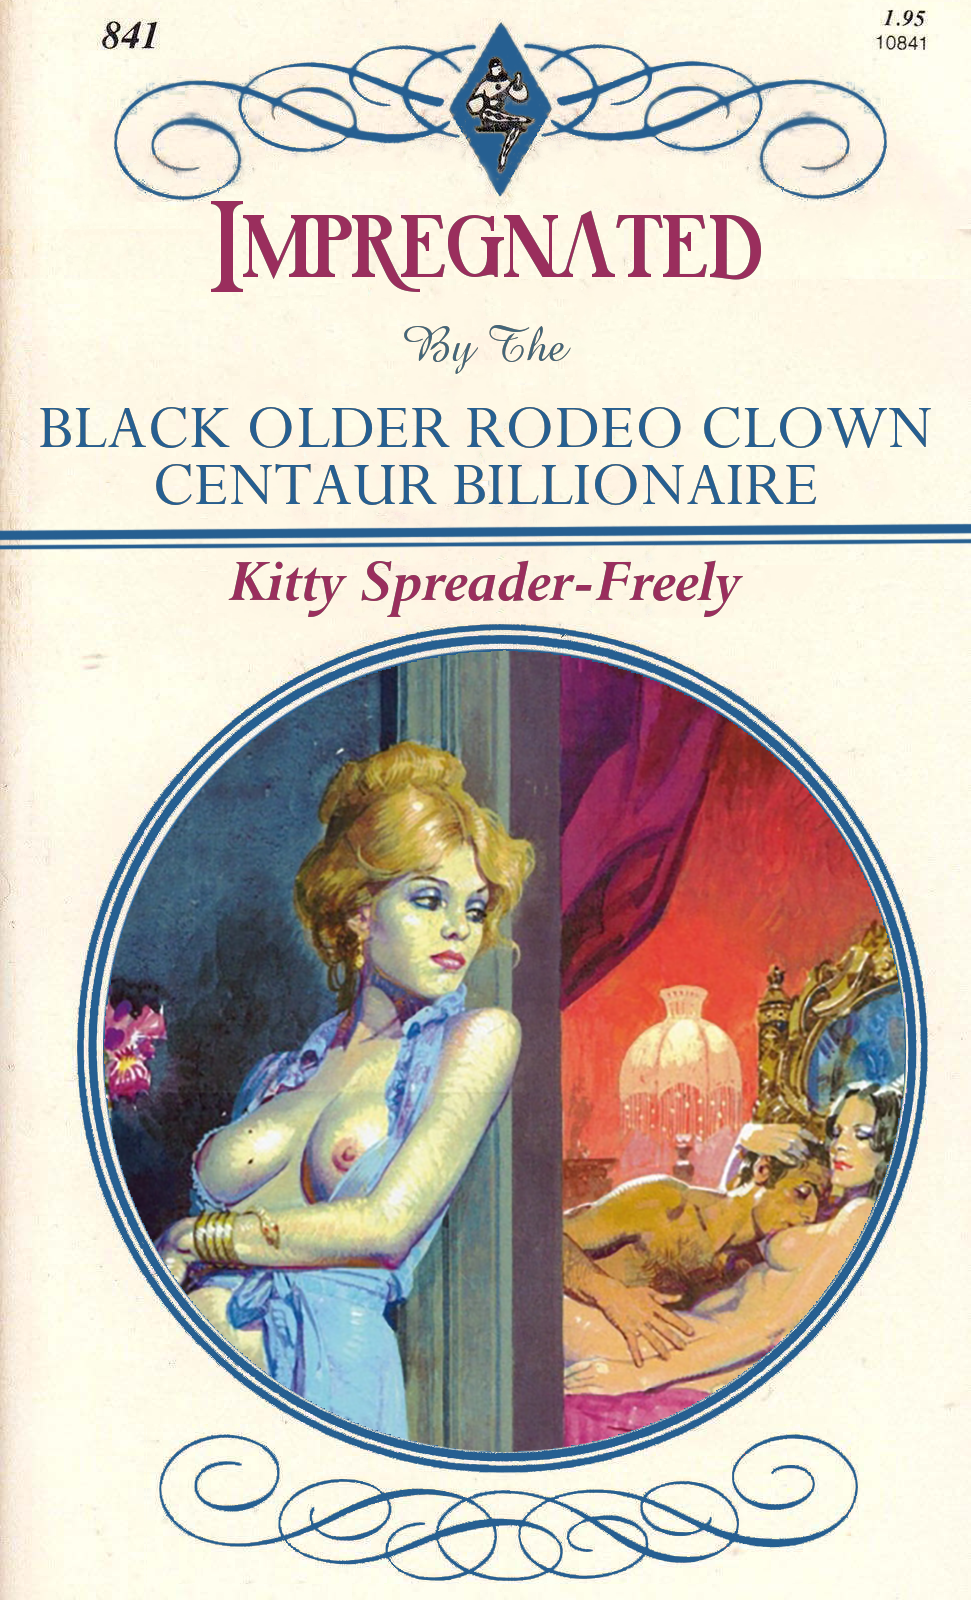 841
1.95
10841
IMPREGNATED
By The
BLACK OLDER RODEO CLOWN
CENTAUR BILLIONAIRE
Kitty Spreader-Freely